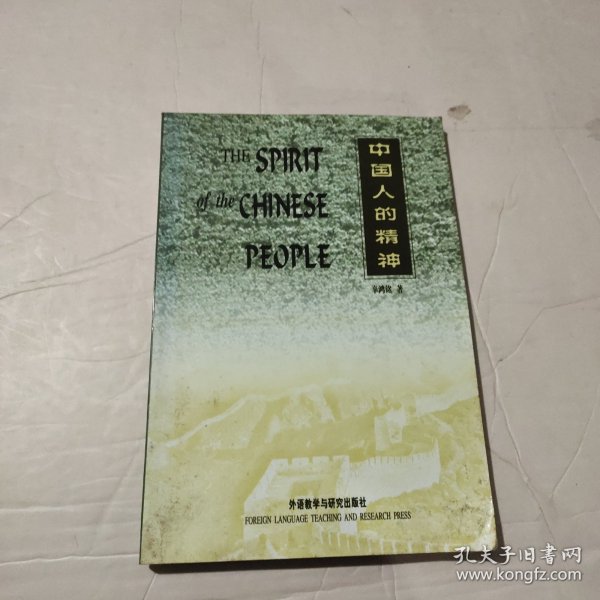 THE SPIRIT
of the CHINESE
PEOPLE
中国人的精神
辜鸿铭 著
外语教学与研究出版社
FOREIGN LANGUAGE TEACHING AND RESEARCH PRESS
孔夫子旧书网
www.kongfz.com